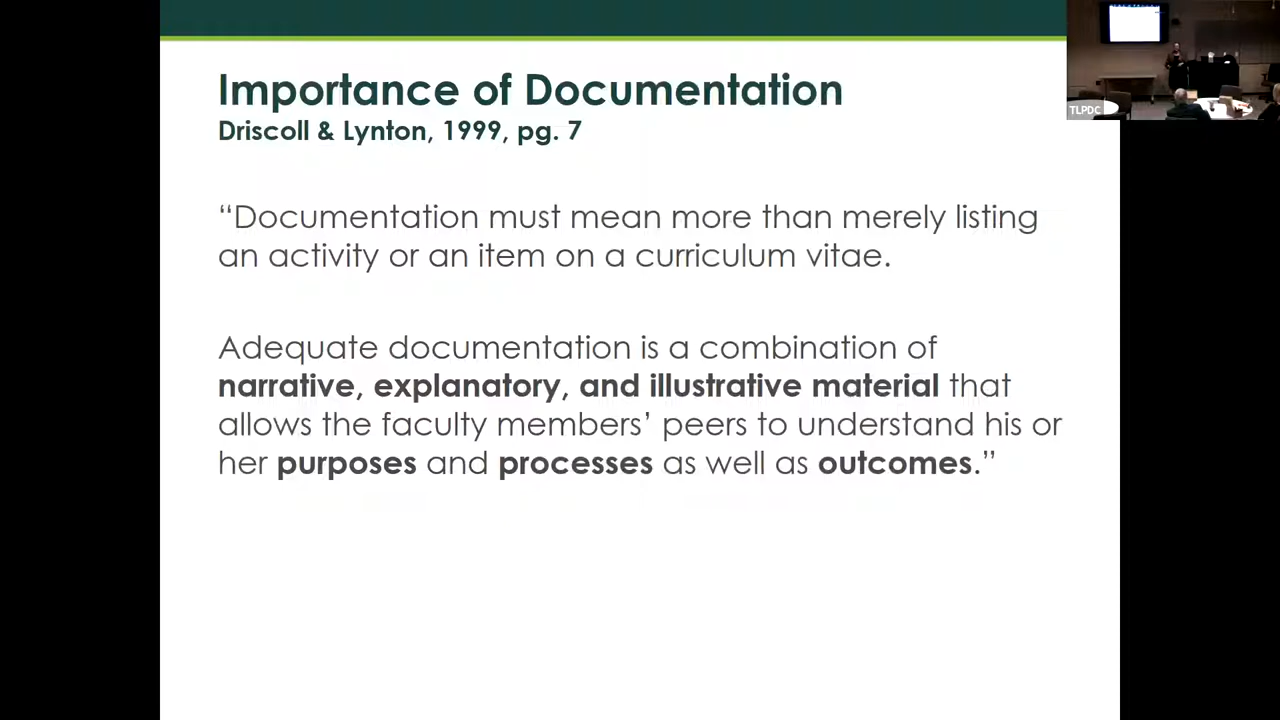 Importance of Documentation
Driscoll & Lynton, 1999, pg. 7
“Documentation must mean more than merely listing
an activity or an item on a curriculum vitae.
Adequate documentation is a combination of
narrative, explanatory, and illustrative material that
allows the faculty members’ peers to understand his or
her purposes and processes as well as outcomes.”
TLPDC